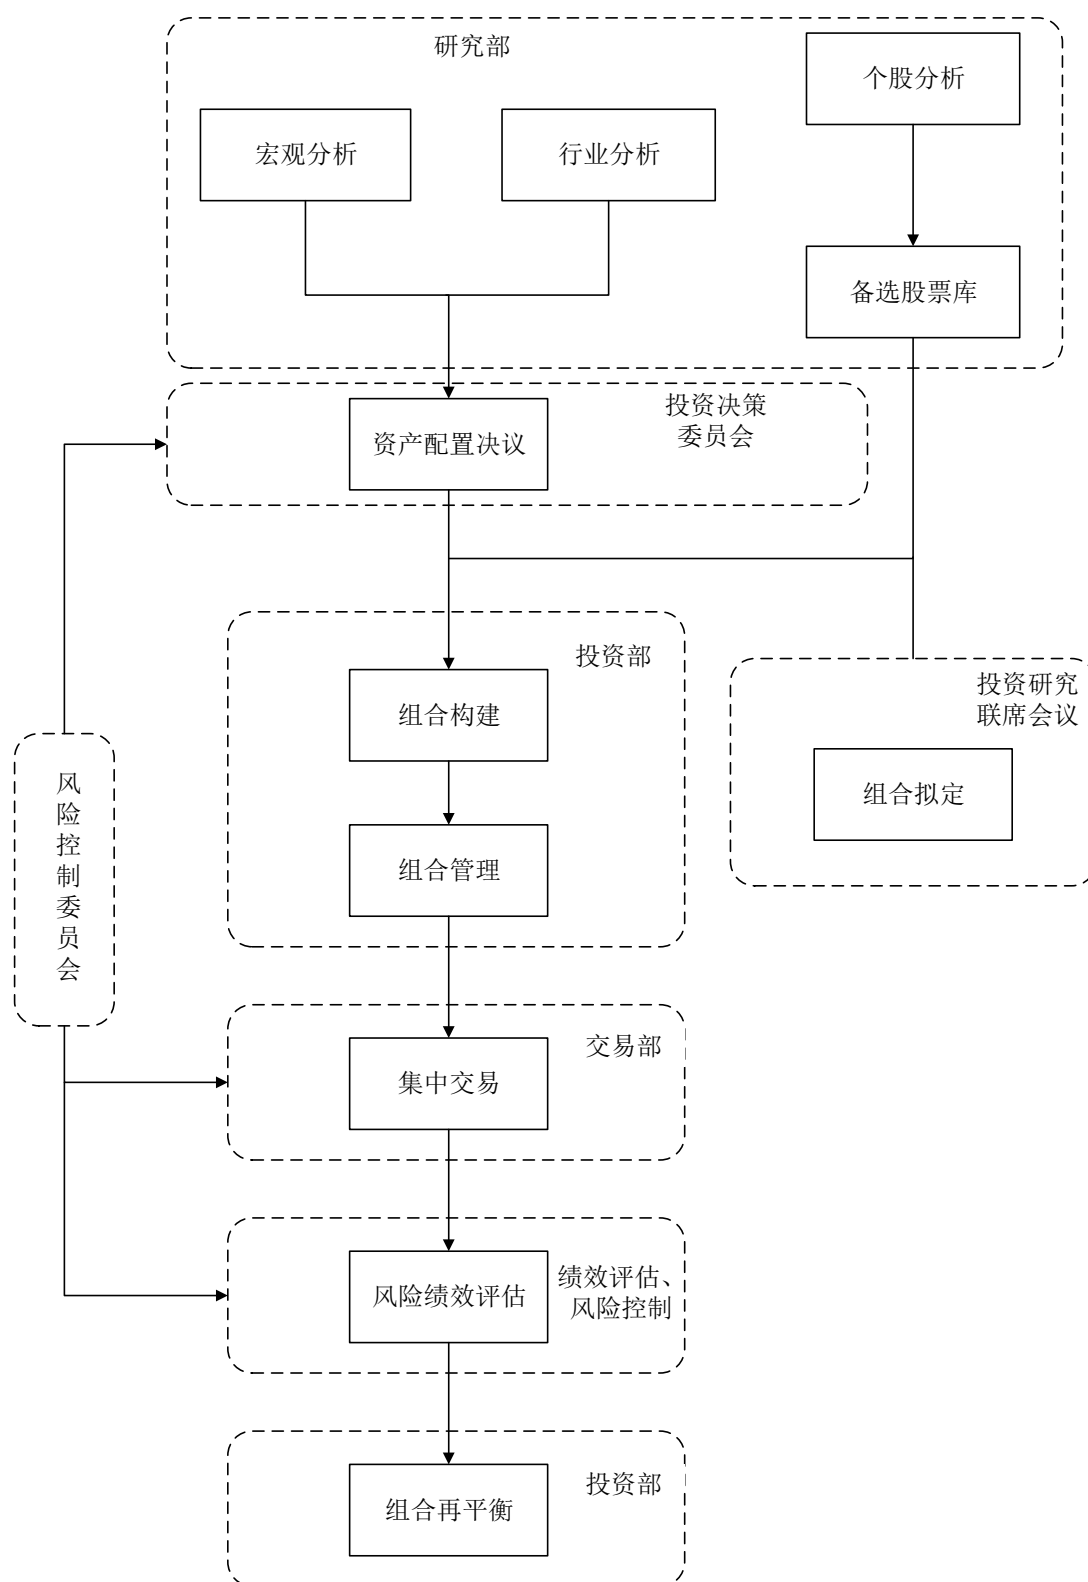 研究部
个股分析
宏观分析
行业分析
备选股票库
投资决策
委员会
资产配置决议
投资部
组合构建
投资研究
联席会议
组合拟定
风
险
控
制
委
员
会
组合管理
交易部
集中交易
绩效评估、
风险控制
风险绩效评估
投资部
组合再平衡